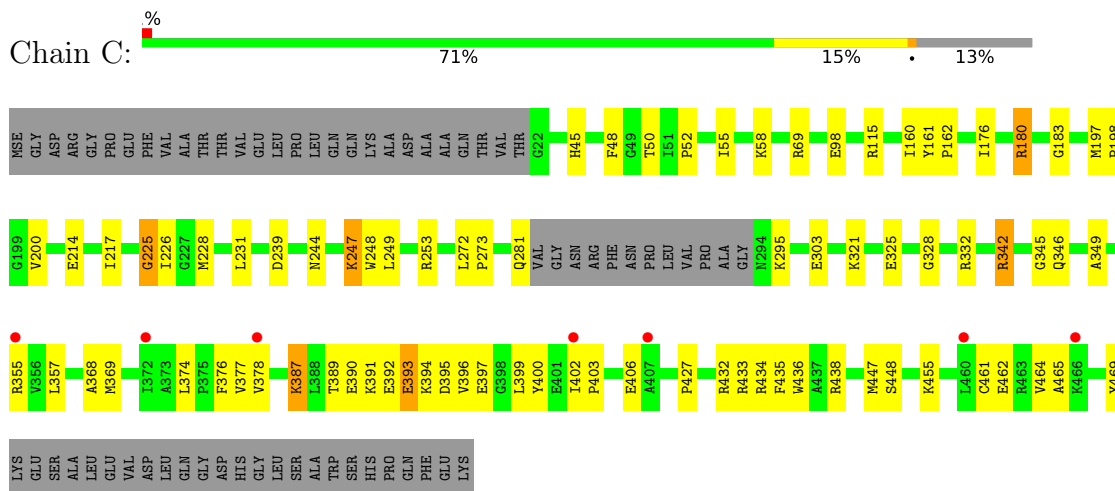 Chain C:
.%
71% 15% • 13%
MSE GLY ASP ARG GLY PRO GLU PHE VAL ALA THR THR VAL GLU LEU PRO LEU GLN GLN LYS ALA ASP ALA ALA ALA GLN THR VAL THR G22 H45 F48 G49 T50 I51 P52 I55 K58 R69 E98 R115 I160 Y161 P162 I176 R180 G183 M197 P198
G199 V200 E214 I217 G225 I226 G227 M228 L231 D239 N244 K247 W248 L249 R253 L272 P273 Q281 VAL GLY ASN ARG PHE ASN PRO LEU VAL PRO ALA GLY N294 K295 E303 K321 E325 G328 R332 R342 G345 Q346 A349
R355 V356 L357 A368 M369 I372 A373 L374 P375 F376 V377 V378 K387 L388 T389 E390 K391 E392 E393 K394 D395 V396 E397 G398 L399 Y400 E401 I402 P403 E406 A407 P427 R432 R433 R434 F435 W436 A437 R438 M447 S448 K455 L460 C461 E462 R463 V464 A465 K466 Y469
LYS GLU SER ALA LEU GLU VAL ASP LEU GLN GLY ASP HIS GLY LEU SER ALA TRP SER HIS PRO GLN PHE GLU LYS